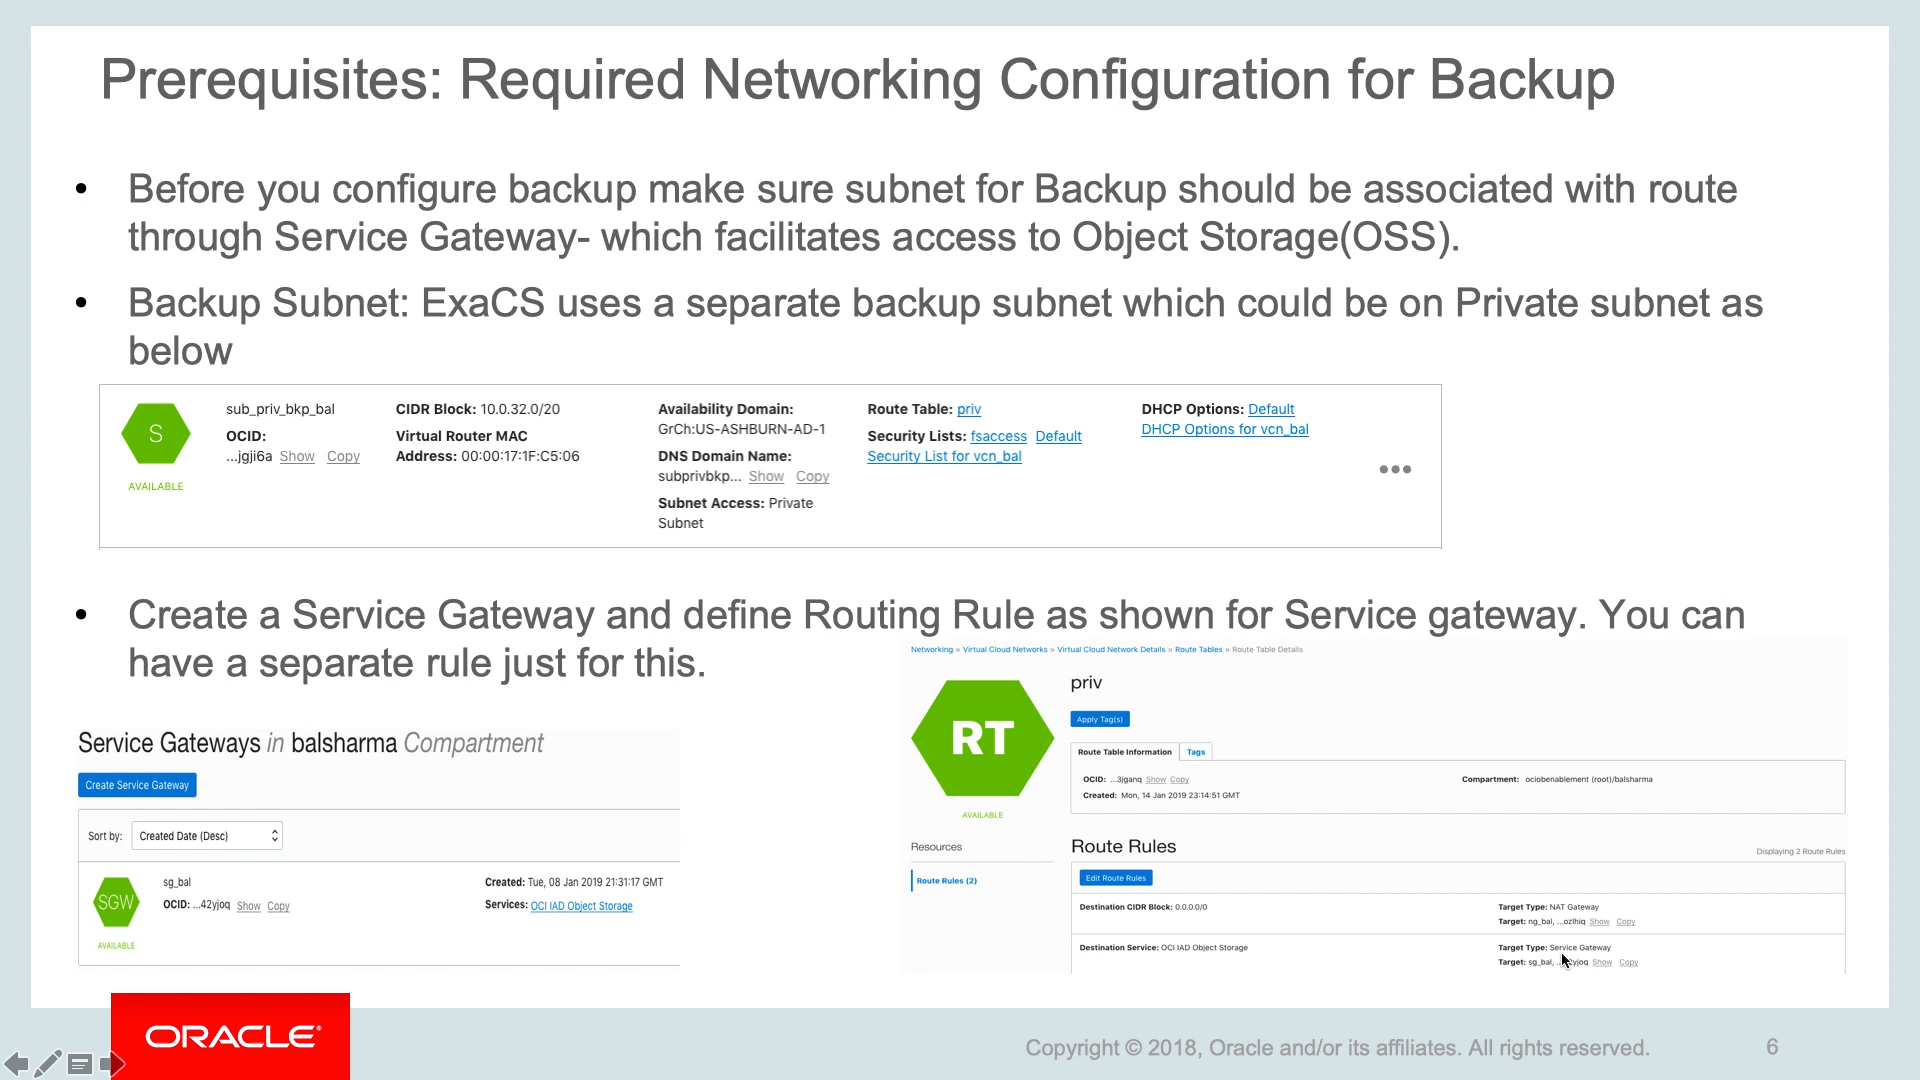 Prerequisites: Required Networking Configuration for Backup
• Before you configure backup make sure subnet for Backup should be associated with route
through Service Gateway- which facilitates access to Object Storage(OSS).
• Backup Subnet: ExaCS uses a separate backup subnet which could be on Private subnet as
below
S
AVAILABLE
sub_priv_bkp_bal
OCID:
...jgji6a Show Copy
CIDR Block: 10.0.32.0/20
Virtual Router MAC
Address: 00:00:17:1F:C5:06
Availability Domain:
GrCh:US-ASHBURN-AD-1
DNS Domain Name:
subprivbkp... Show Copy
Subnet Access: Private
Subnet
Route Table: priv
Security Lists: fsaccess Default
Security List for vcn_bal
DHCP Options: Default
DHCP Options for vcn_bal
• Create a Service Gateway and define Routing Rule as shown for Service gateway. You can
have a separate rule just for this.
Service Gateways in balsharma Compartment
Create Service Gateway
Sort by: Created Date (Desc)
SGW
AVAILABLE
sg_bal
OCID: ...42yjoq Show Copy
Created: Tue, 08 Jan 2019 21:31:17 GMT
Services: OCI IAD Object Storage
Networking » Virtual Cloud Networks » Virtual Cloud Network Details » Route Tables » Route Table Details
RT
AVAILABLE
priv
Apply Tag(s)
Route Table Information Tags
OCID: ...3jganq Show Copy
Compartment: ociobenablement (root)/balsharma
Created: Mon, 14 Jan 2019 23:14:51 GMT
Resources
Route Rules (2)
Route Rules
Displaying 2 Route Rules
Edit Route Rules
Destination CIDR Block: 0.0.0.0/0
Target Type: NAT Gateway
Target: ng_bal, ...ozlhiq Show Copy
Destination Service: OCI IAD Object Storage
Target Type: Service Gateway
Target: sg_bal, Show Copy
ORACLE
Copyright © 2018, Oracle and/or its affiliates. All rights reserved.
6